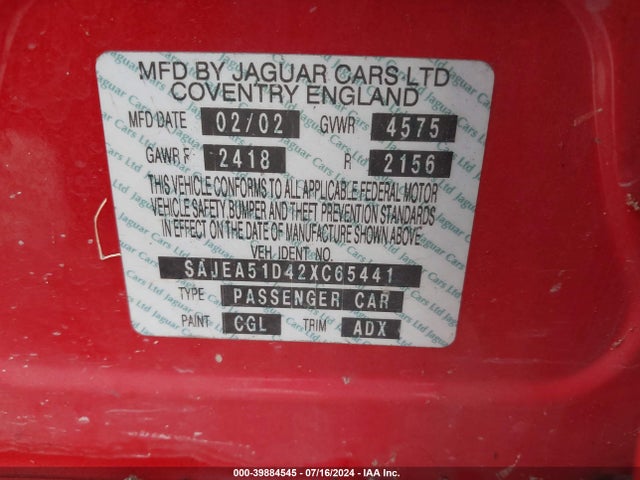 MFD BY JAGUAR CARS LTD
COVENTRY ENGLAND
MFD DATE 02/02 GVWR 4575
GAWR F 2418 R 2156
THIS VEHICLE CONFORMS TO ALL APPLICABLE FEDERAL MOTOR
VEHICLE SAFETY BUMPER AND THEFT PREVENTION STANDARDS
IN EFFECT ON THE DATE OF MANUFACTURE SHOWN ABOVE
VEH IDENT NO.
SAJEA51D42XC65441
TYPE PASSENGER CAR
PAINT CGL TRIM ADX
000-39884545 - 07/16/2024 - IAA Inc.